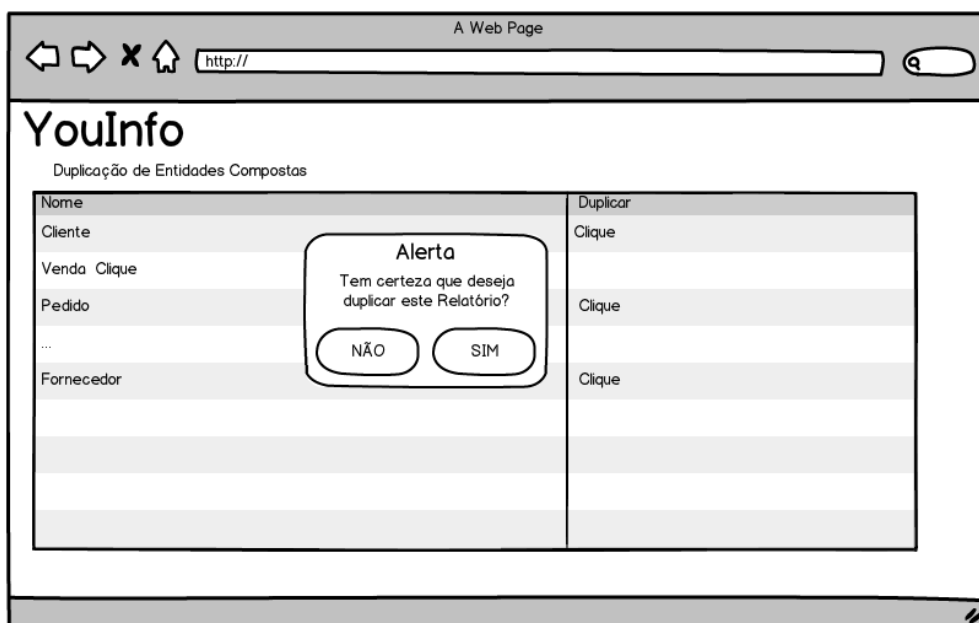 A Web Page
http://
YouInfo
Duplicação de Entidades Compostas
Nome Duplicar
Cliente Clique
Venda Clique
Pedido Clique
...
Fornecedor Clique
Alerta
Tem certeza que deseja
duplicar este Relatório?
NÃO SIM